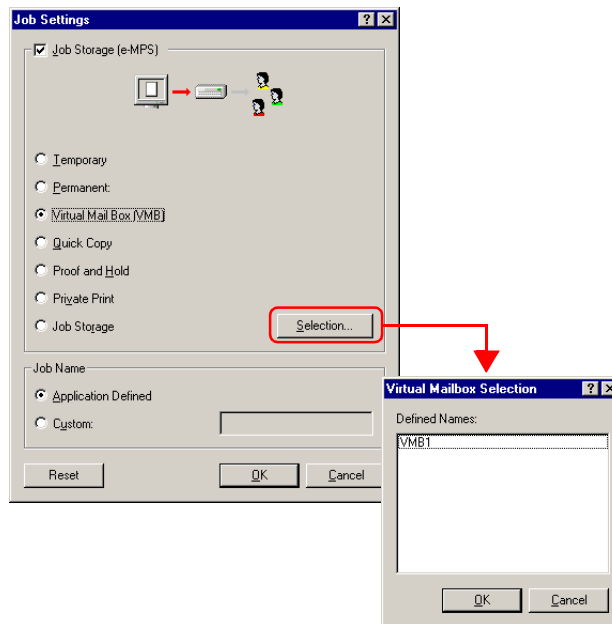 Job Settings
Job Storage (e-MPS)
Temporary
Permanent:
Virtual Mail Box (VMB)
Quick Copy
Proof and Hold
Private Print
Job Storage
Selection...
Job Name
Application Defined
Custom:
Reset
OK
Cancel
Virtual Mailbox Selection
Defined Names:
VMB1
OK
Cancel